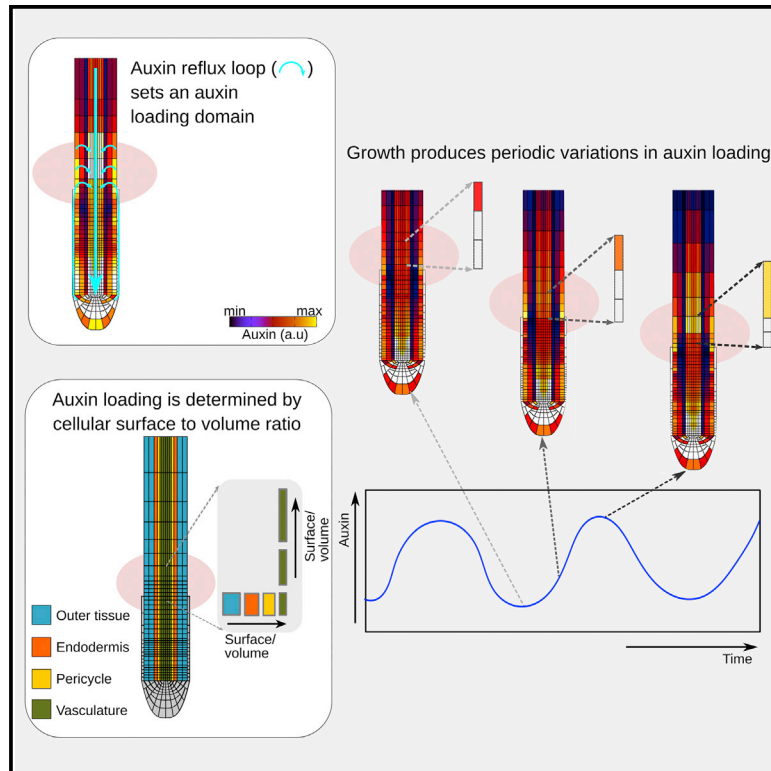 Auxin reflux loop ( )
sets an auxin
loading domain
min max
Auxin (a.u)
Growth produces periodic variations in auxin loading
Auxin loading is determined by
cellular surface to volume ratio
Surface/
volume
Surface/
volume
Outer tissue
Endodermis
Pericycle
Vasculature
Auxin
Time